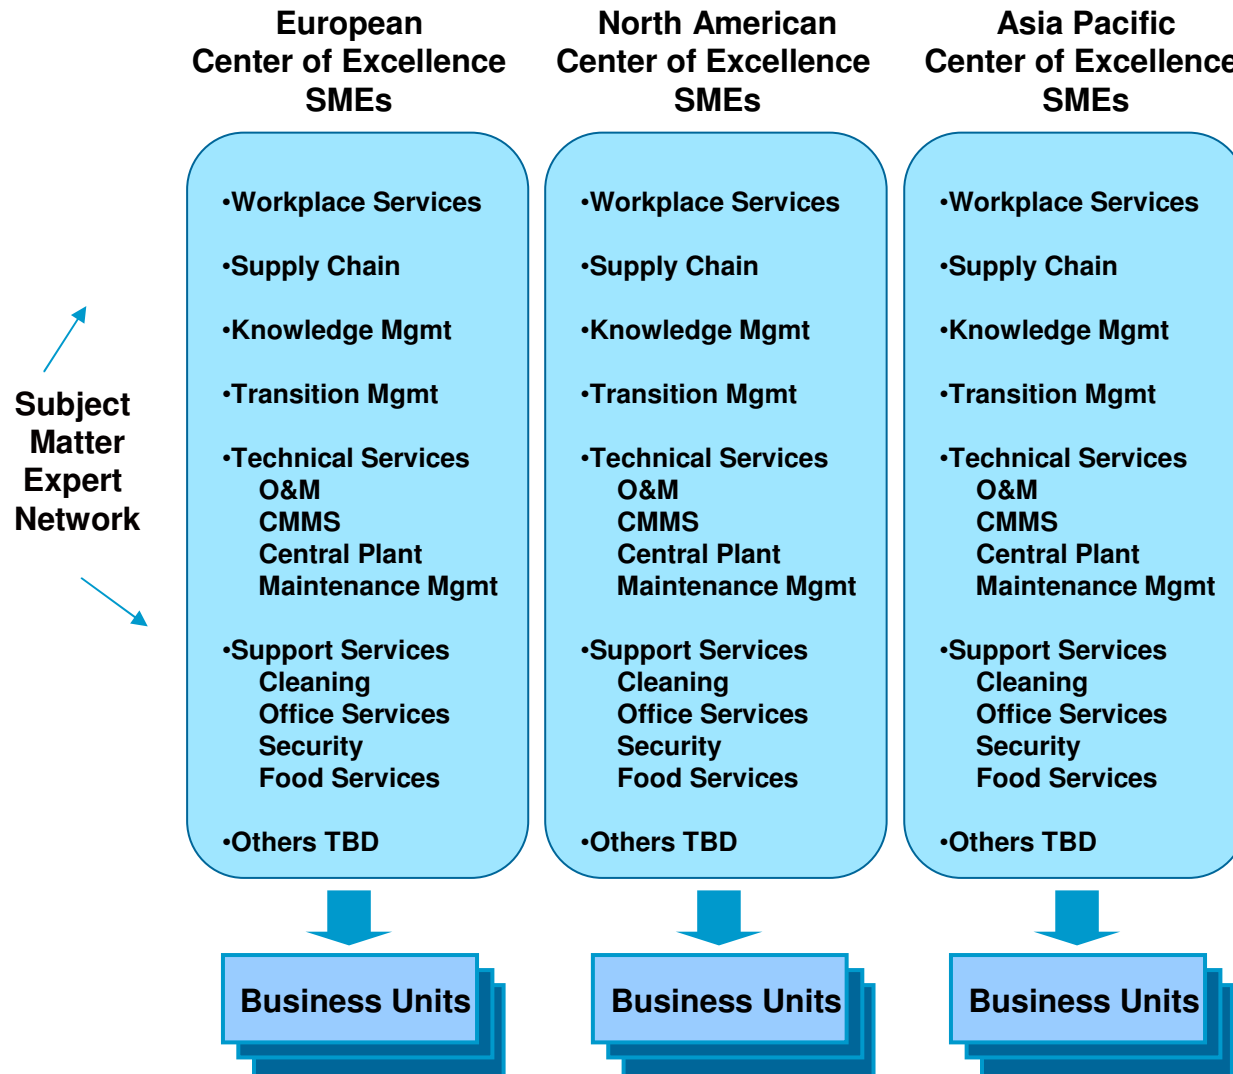 European
Center of Excellence
SMEs
North American
Center of Excellence
SMEs
Asia Pacific
Center of Excellence
SMEs
Subject
Matter
Expert
Network
•Workplace Services
•Supply Chain
•Knowledge Mgmt
•Transition Mgmt
•Technical Services
O&M
CMMS
Central Plant
Maintenance Mgmt
•Support Services
Cleaning
Office Services
Security
Food Services
•Others TBD
•Workplace Services
•Supply Chain
•Knowledge Mgmt
•Transition Mgmt
•Technical Services
O&M
CMMS
Central Plant
Maintenance Mgmt
•Support Services
Cleaning
Office Services
Security
Food Services
•Others TBD
•Workplace Services
•Supply Chain
•Knowledge Mgmt
•Transition Mgmt
•Technical Services
O&M
CMMS
Central Plant
Maintenance Mgmt
•Support Services
Cleaning
Office Services
Security
Food Services
•Others TBD
Business Units
Business Units
Business Units